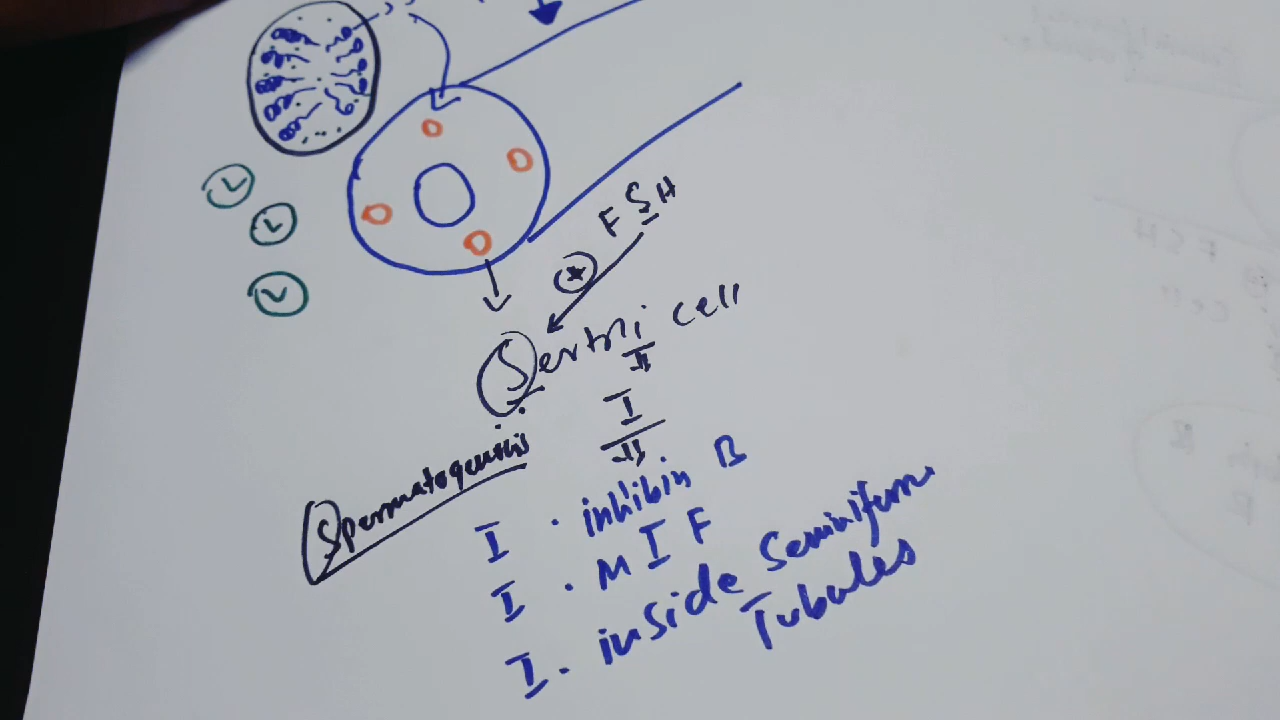 FSH
Sertoli cell
I
Spermatogenesis
I . inhibin B
I . MIF
I . inside Seminiferous
Tubules